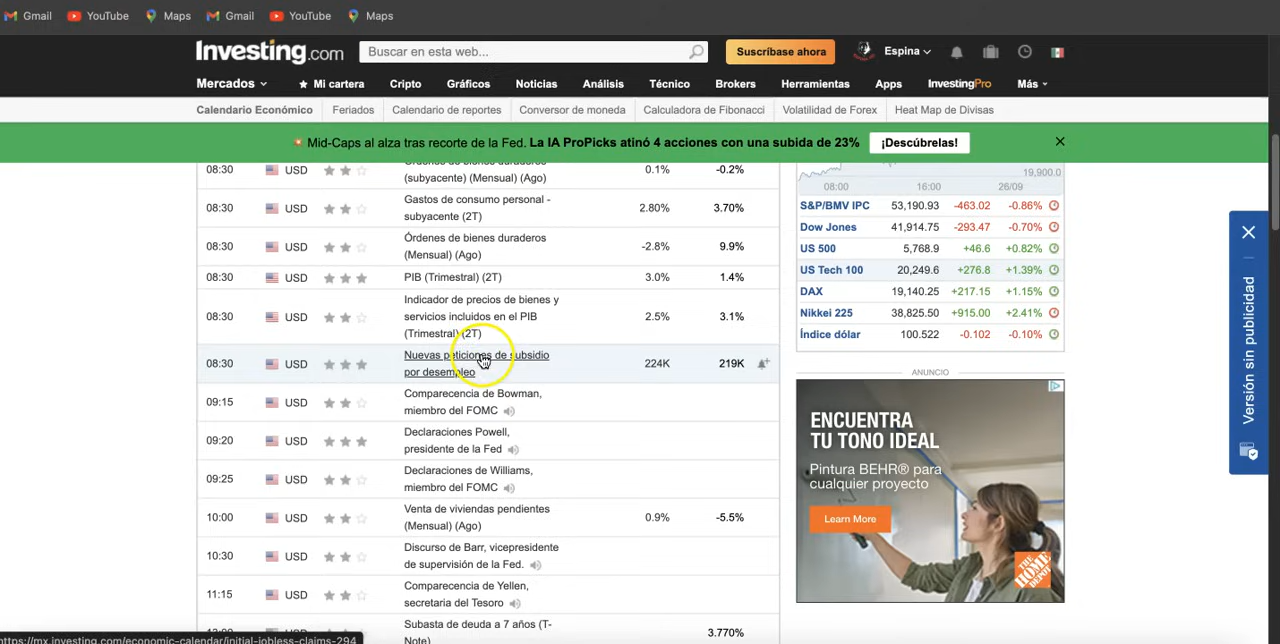 Gmail YouTube Maps Gmail YouTube Maps
Investing.com Buscar en esta web... Suscríbase ahora Espina
Mercados Mi cartera Cripto Gráficos Noticias Análisis Técnico Brokers Herramientas Apps InvestingPro Más
Calendario Económico Feriados Calendario de reportes Conversor de moneda Calculadora de Fibonacci Volatilidad de Forex Heat Map de Divisas
Mid-Caps al alza tras recorte de la Fed. La IA ProPicks atinó 4 acciones con una subida de 23% ¡Descúbrelas!
08:30 USD Órdenes de bienes duraderos
(subyacente) (Mensual) (Ago) 0.1% -0.2%
08:30 USD Gastos de consumo personal -
subyacente (2T) 2.80% 3.70%
08:30 USD Órdenes de bienes duraderos
(Mensual) (Ago) -2.8% 9.9%
08:30 USD PIB (Trimestral) (2T) 3.0% 1.4%
08:30 USD Indicador de precios de bienes y
servicios incluidos en el PIB
(Trimestral) (2T) 2.5% 3.1%
08:30 USD Nuevas peticiones de subsidio
por desempleo 224K 219K
09:15 USD Comparecencia de Bowman,
miembro del FOMC
09:20 USD Declaraciones Powell,
presidente de la Fed
09:25 USD Declaraciones de Williams,
miembro del FOMC
10:00 USD Venta de viviendas pendientes
(Mensual) (Ago) 0.9% -5.5%
10:30 USD Discurso de Barr, vicepresidente
de supervisión de la Fed.
11:15 USD Comparecencia de Yellen,
secretaria del Tesoro
13:00 USD Subasta de deuda a 7 años (T-
Note) 3.770%
https://mx.investing.com/economic-calendar/initial-jobless-claims-294
19,900.0
08:00 16:00 26/09
S&P/BMV IPC 53,190.93 -463.02 -0.86%
Dow Jones 41,914.75 -293.47 -0.70%
US 500 5,768.9 +46.6 +0.82%
US Tech 100 20,249.6 +276.8 +1.39%
DAX 19,140.25 +217.15 +1.15%
Nikkei 225 38,825.50 +915.00 +2.41%
Índice dólar 100.522 -0.102 -0.10%
ANUNCIO
ENCUENTRA
TU TONO IDEAL
Pintura BEHR® para
cualquier proyecto
Learn More
THE
HOME
DEPOT
Versión sin publicidad